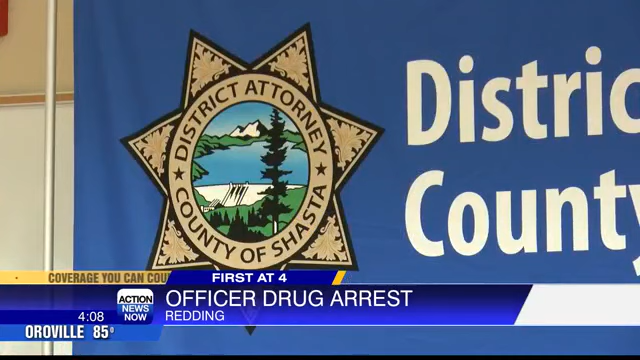 DISTRICT ATTORNEY
COUNTY OF SHASTA
Distric
County
COVERAGE YOU CAN COU
FIRST AT 4
OFFICER DRUG ARREST
REDDING
4:08
ACTION
NEWS
NOW
OROVILLE 85°